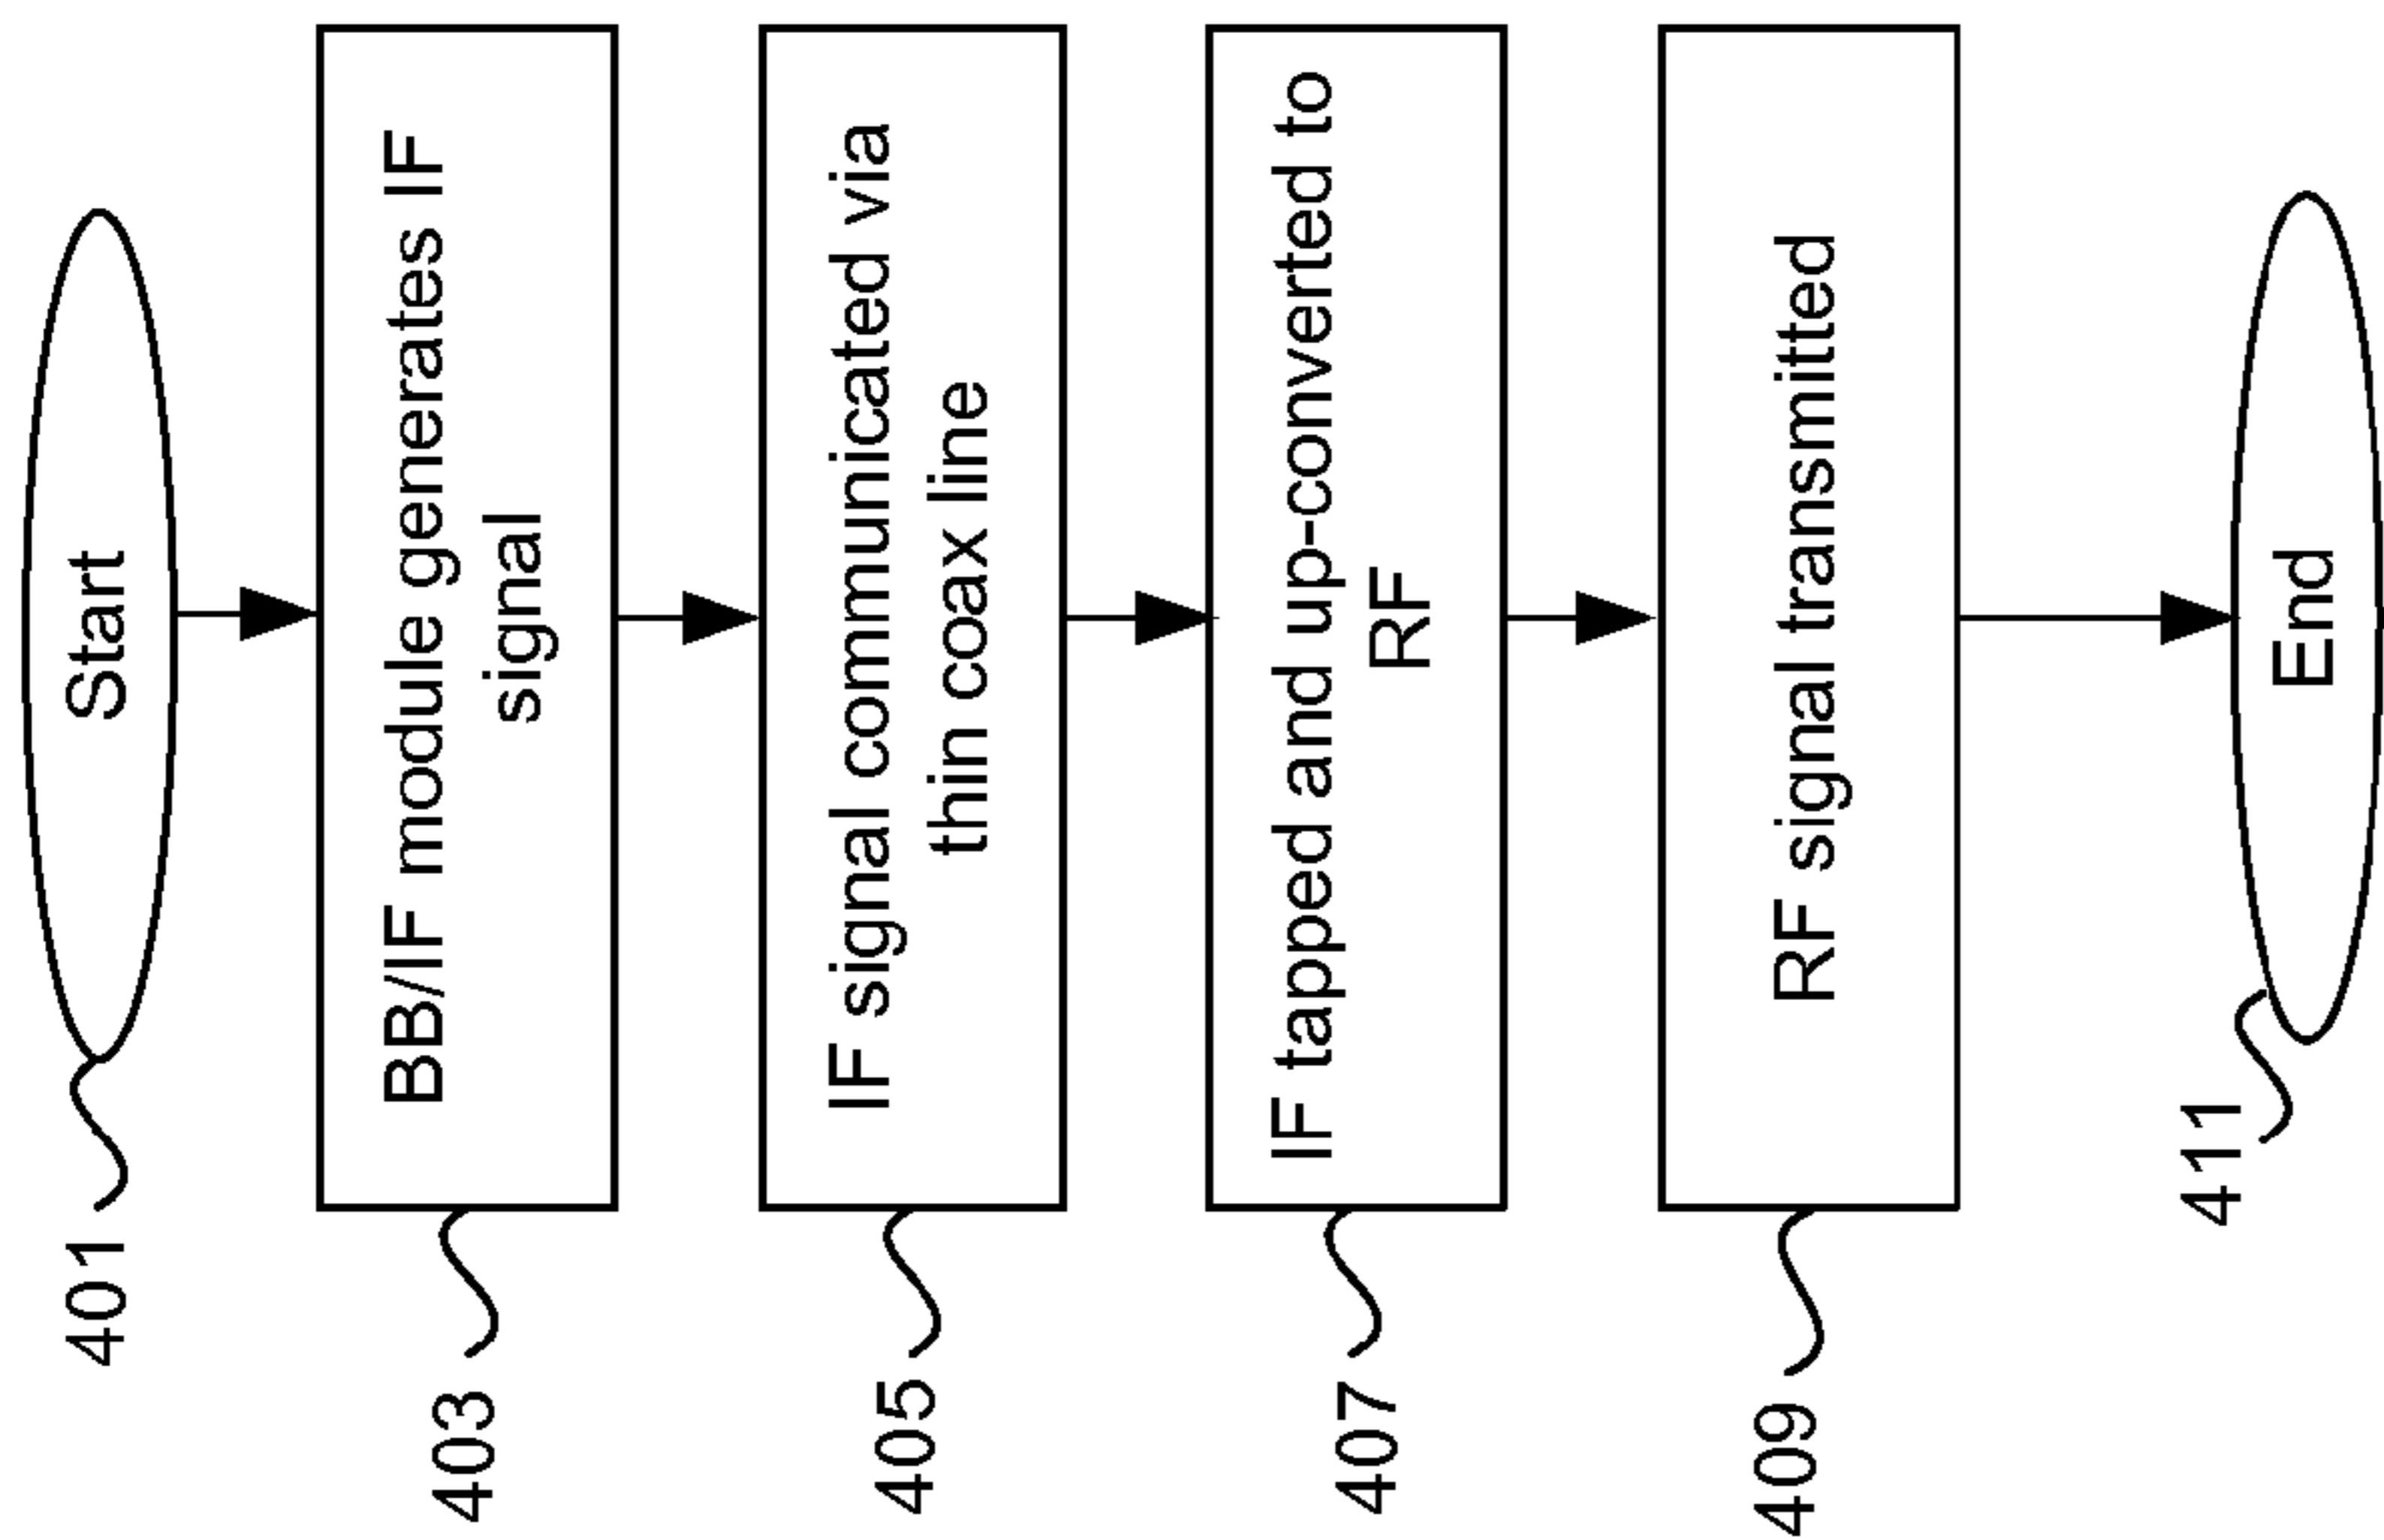 401
Start
403
BB/IF module generates IF
signal
405
IF signal communicated via
thin coax line
407
IF tapped and up-converted to
RF
409
RF signal transmitted
411
End